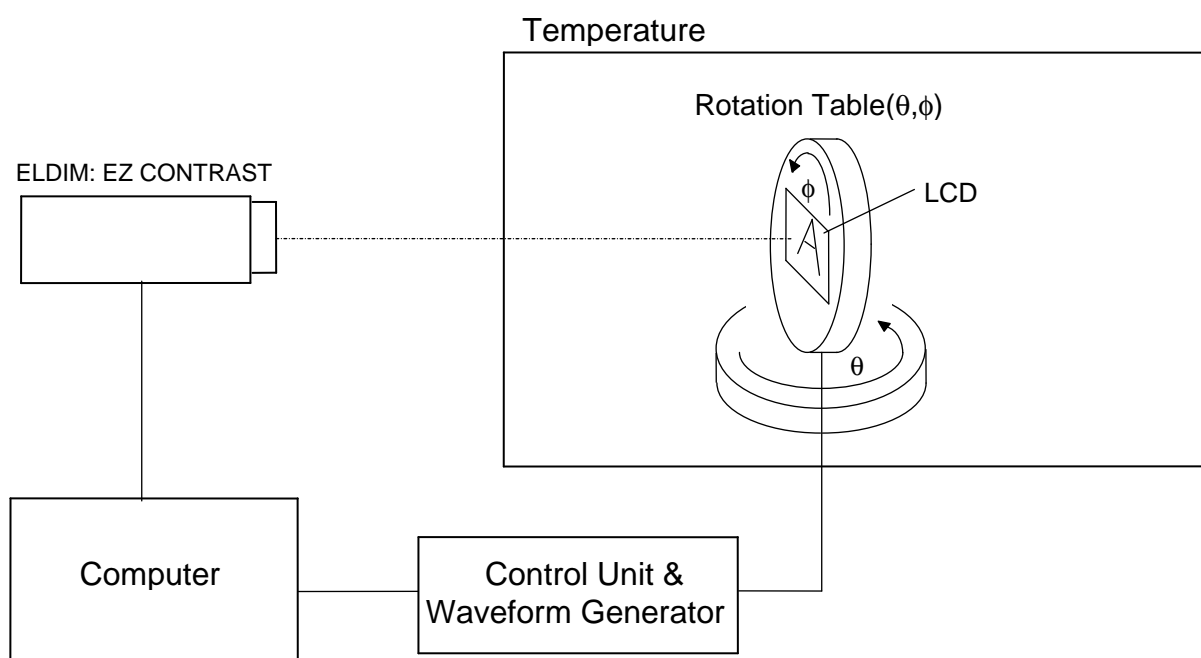 Temperature
Rotation Table(θ,ϕ)
ELDIM: EZ CONTRAST
ϕ
LCD
A
θ
Computer
Control Unit &
Waveform Generator